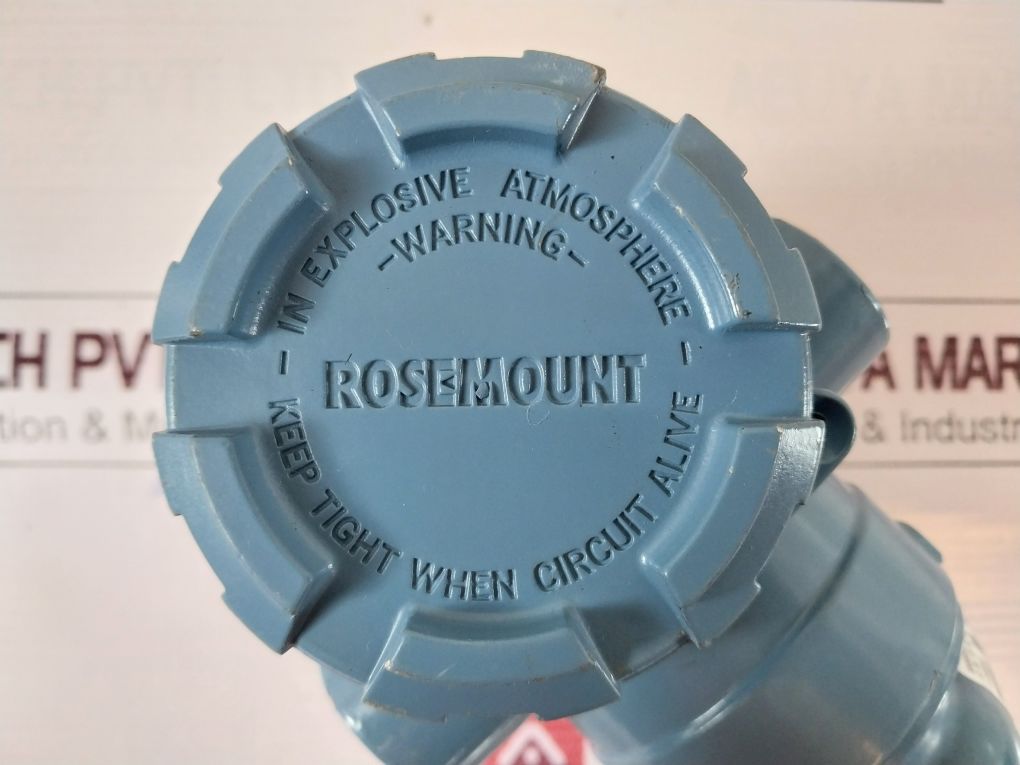 - IN EXPLOSIVE ATMOSPHERE -
-WARNING-
ROSEMOUNT
KEEP TIGHT WHEN CIRCUIT ALIVE
CH PV
A MAR
tion & M
& Industr